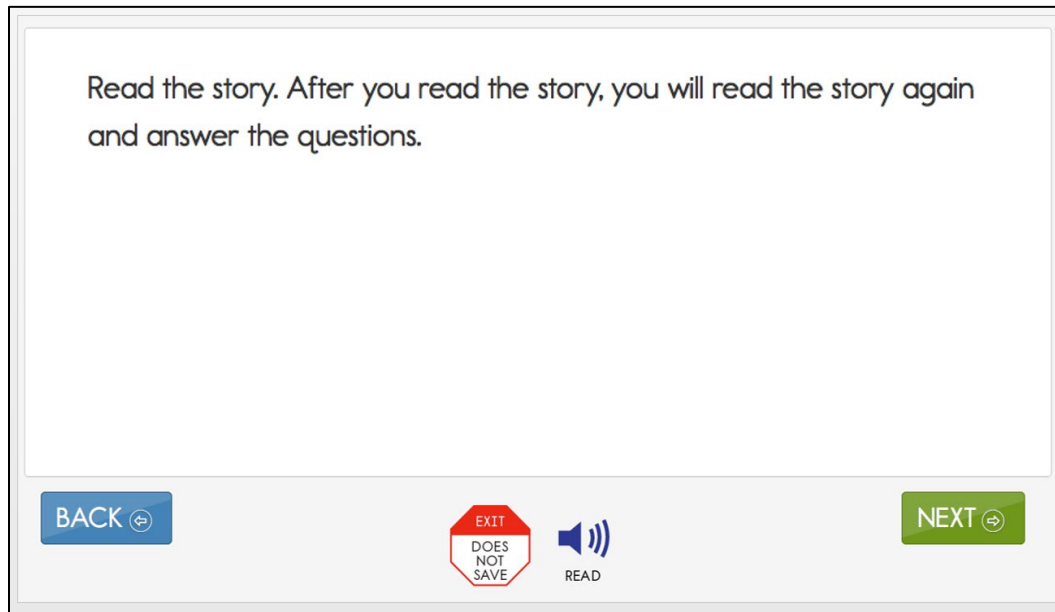 Read the story. After you read the story, you will read the story again
and answer the questions.
BACK
EXIT
DOES
NOT
SAVE
READ
NEXT